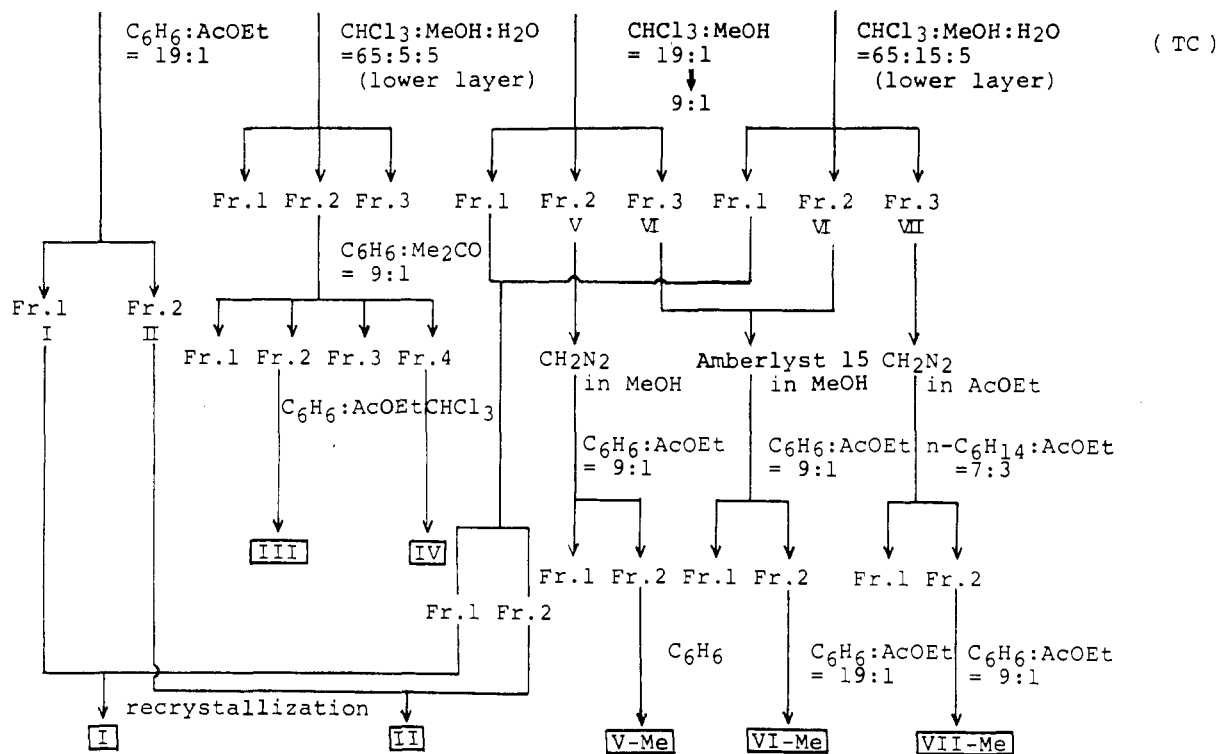 C6H6:AcOEt
= 19:1
CHCl3:MeOH:H2O
=65:5:5
(lower layer)
CHCl3:MeOH
= 19:1
9:1
CHCl3:MeOH:H2O
=65:15:5
(lower layer)
( TC )
Fr.1 Fr.2 Fr.3
Fr.1 Fr.2 Fr.3
V VI
Fr.1 Fr.2 Fr.3
VI VII
C6H6:Me2CO
= 9:1
Fr.1 Fr.2
I II
Fr.1 Fr.2 Fr.3 Fr.4
CH2N2
in MeOH
Amberlyst 15
in MeOH
CH2N2
in AcOEt
C6H6:AcOEt
CHCl3
C6H6:AcOEt
= 9:1
C6H6:AcOEt
= 9:1
n-C6H14:AcOEt
=7:3
III
IV
Fr.1 Fr.2
Fr.1 Fr.2
Fr.1 Fr.2
Fr.1 Fr.2
C6H6
C6H6:AcOEt
= 19:1
C6H6:AcOEt
= 9:1
recrystallization
I
II
V-Me
VI-Me
VII-Me